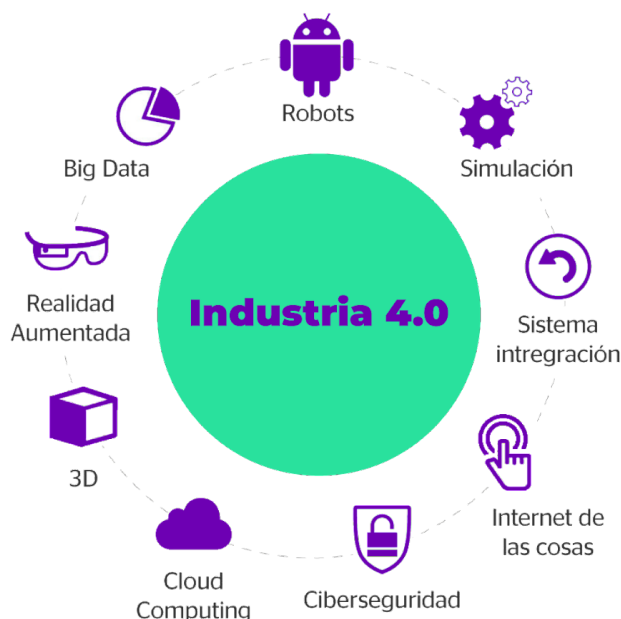 Robots
Big Data
Simulación
Industria 4.0
Realidad
Aumentada
Sistema
intregración
3D
Internet de
las cosas
Cloud
Computing
Ciberseguridad